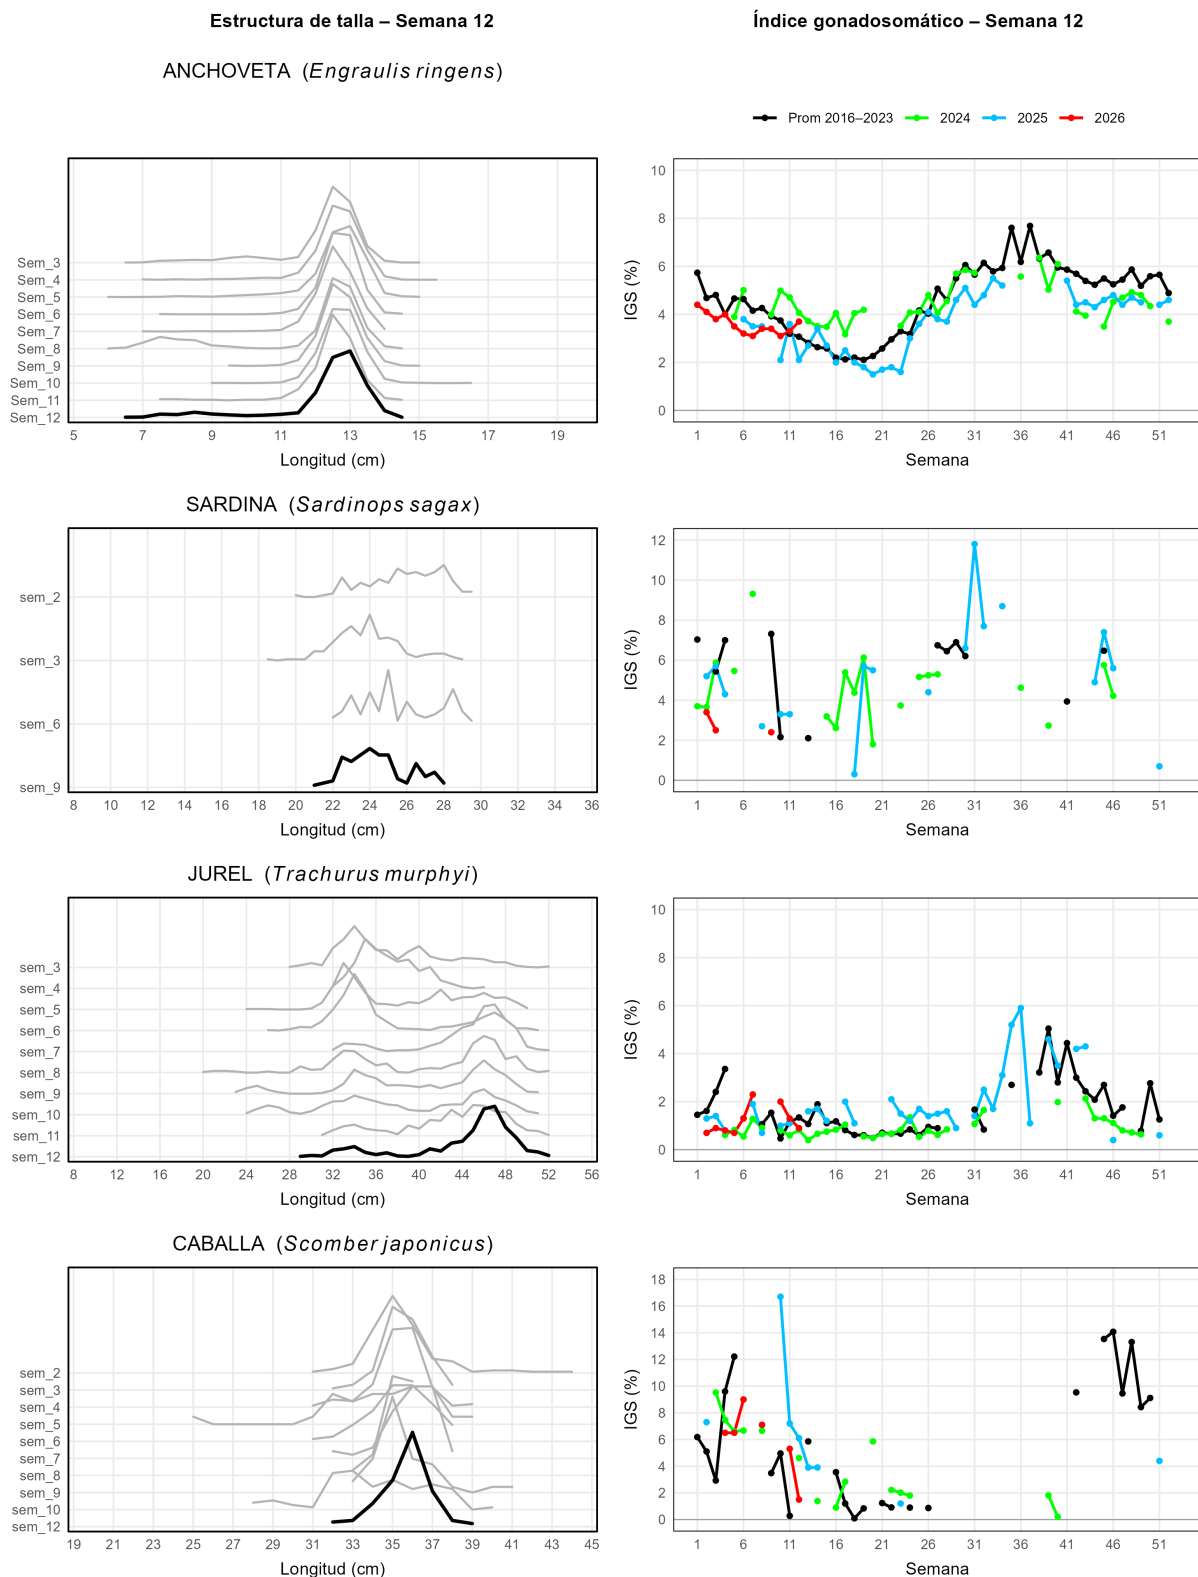 Estructura de talla – Semana 12
Índice gonadosomático – Semana 12
ANCHOVETA (Engraulis ringens)
Prom 2016–2023 2024 2025 2026
Sem_3
Sem_4
Sem_5
Sem_6
Sem_7
Sem_8
Sem_9
Sem_10
Sem_11
Sem_12
5 7 9 11 13 15 17 19
Longitud (cm)
IGS (%)
10
8
6
4
2
0
1 6 11 16 21 26 31 36 41 46 51
Semana
SARDINA (Sardinops sagax)
sem_2
sem_3
sem_6
sem_9
8 10 12 14 16 18 20 22 24 26 28 30 32 34 36
Longitud (cm)
IGS (%)
12
10
8
6
4
2
0
1 6 11 16 21 26 31 36 41 46 51
Semana
JUREL (Trachurus murphyi)
sem_3
sem_4
sem_5
sem_6
sem_7
sem_8
sem_9
sem_10
sem_11
sem_12
8 12 16 20 24 28 32 36 40 44 48 52 56
Longitud (cm)
IGS (%)
10
8
6
4
2
0
1 6 11 16 21 26 31 36 41 46 51
Semana
CABALLA (Scomber japonicus)
sem_2
sem_3
sem_4
sem_5
sem_6
sem_7
sem_8
sem_9
sem_10
sem_12
19 21 23 25 27 29 31 33 35 37 39 41 43 45
Longitud (cm)
IGS (%)
18
16
14
12
10
8
6
4
2
0
1 6 11 16 21 26 31 36 41 46 51
Semana